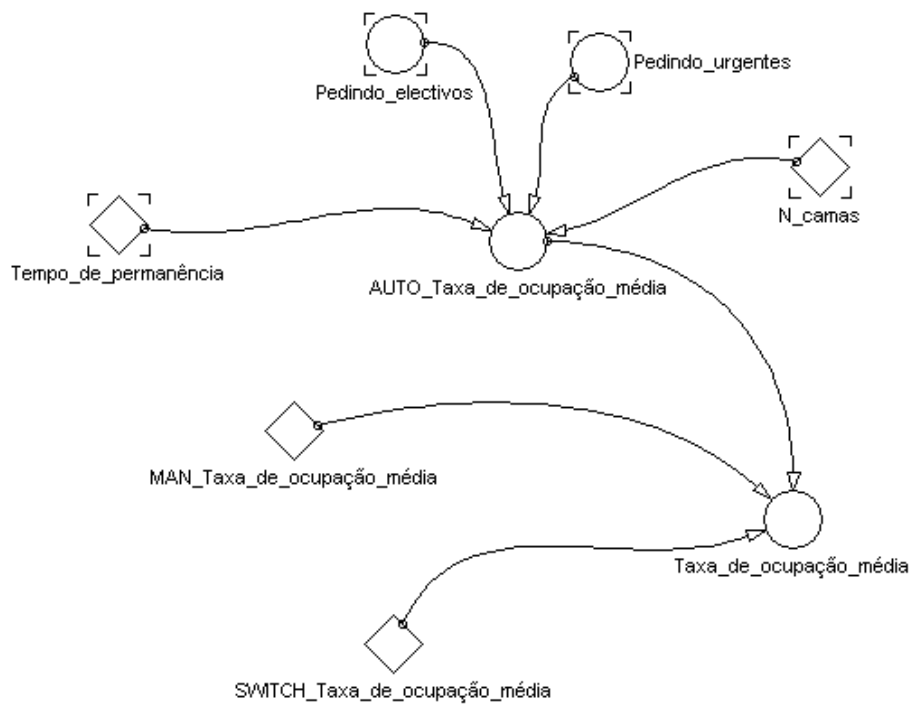 Pedindo_electivos
Pedindo_urgentes
N_camas
Tempo_de_permanência
AUTO_Taxa_de_ocupação_média
MAN_Taxa_de_ocupação_média
Taxa_de_ocupação_média
SWITCH_Taxa_de_ocupação_média